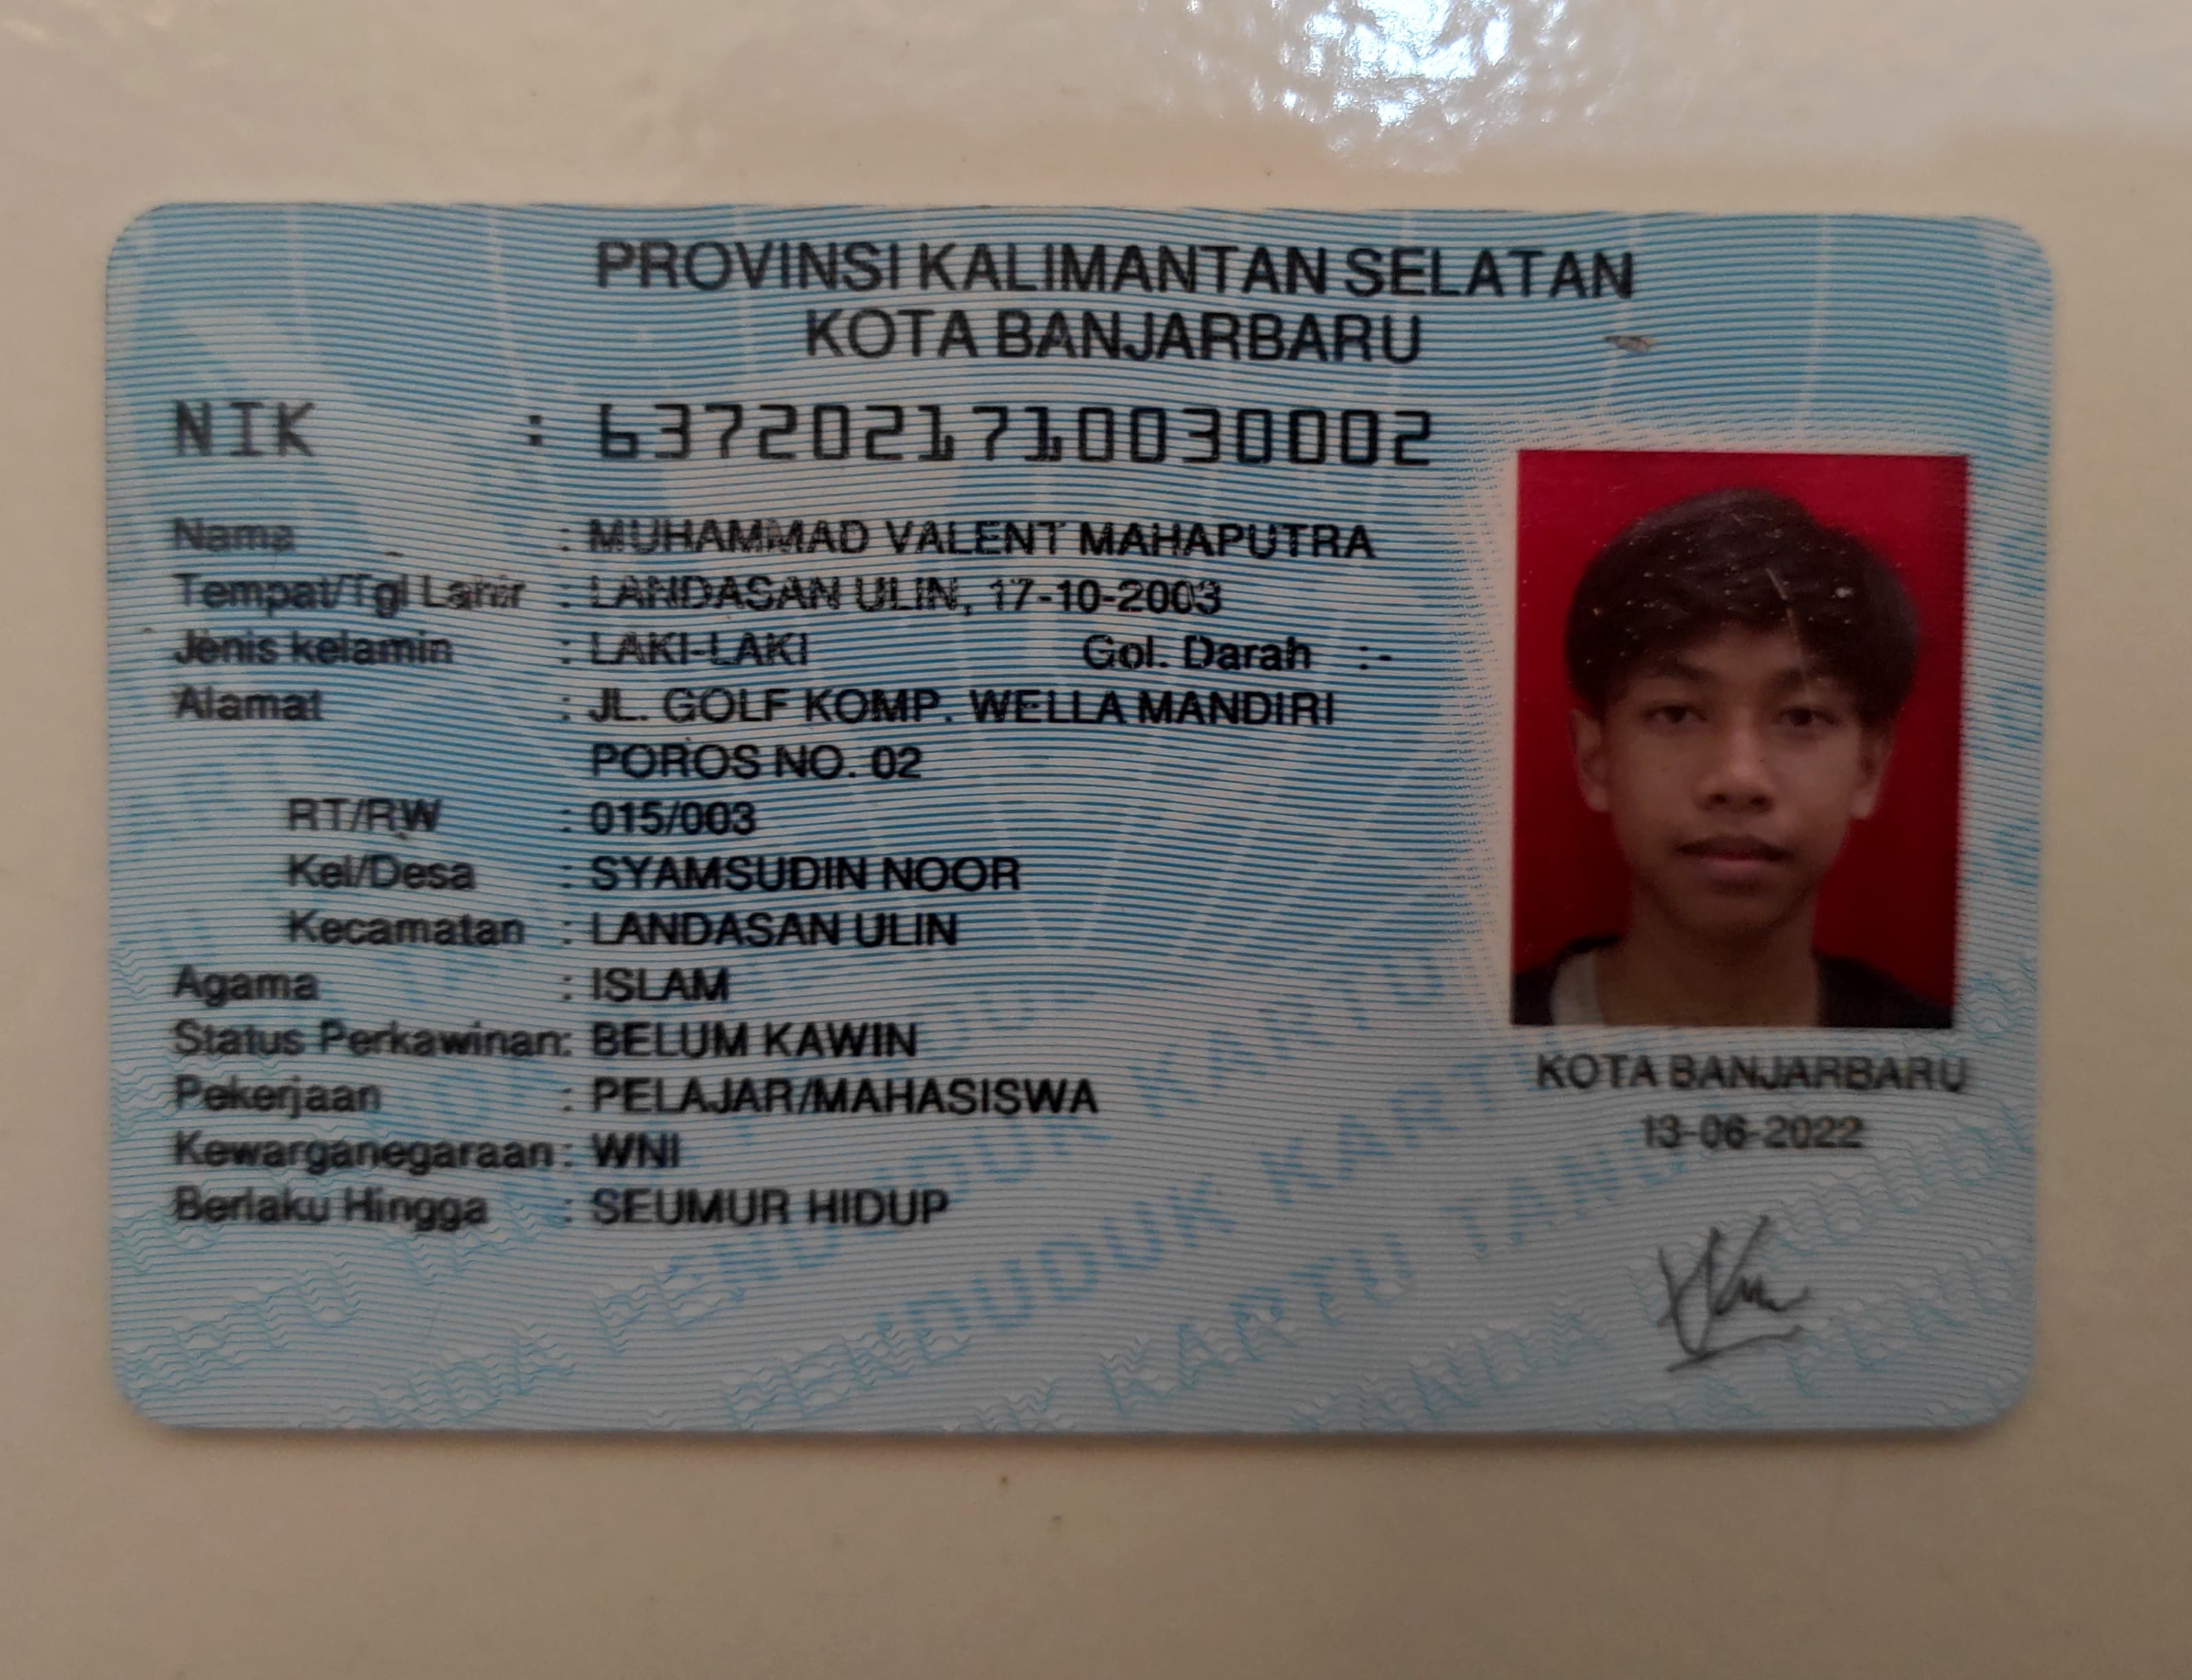 PROVINSI KALIMANTAN SELATAN
KOTA BANJARBARU
NIK : 6372021710030002
Nama : MUHAMMAD VALENT MAHAPUTRA
Tempat/Tgl Lahir : LANDASAN ULIN, 17-10-2003
Jenis kelamin : LAKI-LAKI Gol. Darah : -
Alamat : JL. GOLF KOMP. WELLA MANDIRI
POROS NO. 02
RT/RW : 015/003
Kel/Desa : SYAMSUDIN NOOR
Kecamatan : LANDASAN ULIN
Agama : ISLAM
Status Perkawinan: BELUM KAWIN
Pekerjaan : PELAJAR/MAHASISWA
Kewarganegaraan : WNI
Berlaku Hingga : SEUMUR HIDUP
KOTA BANJARBARU
13-06-2022